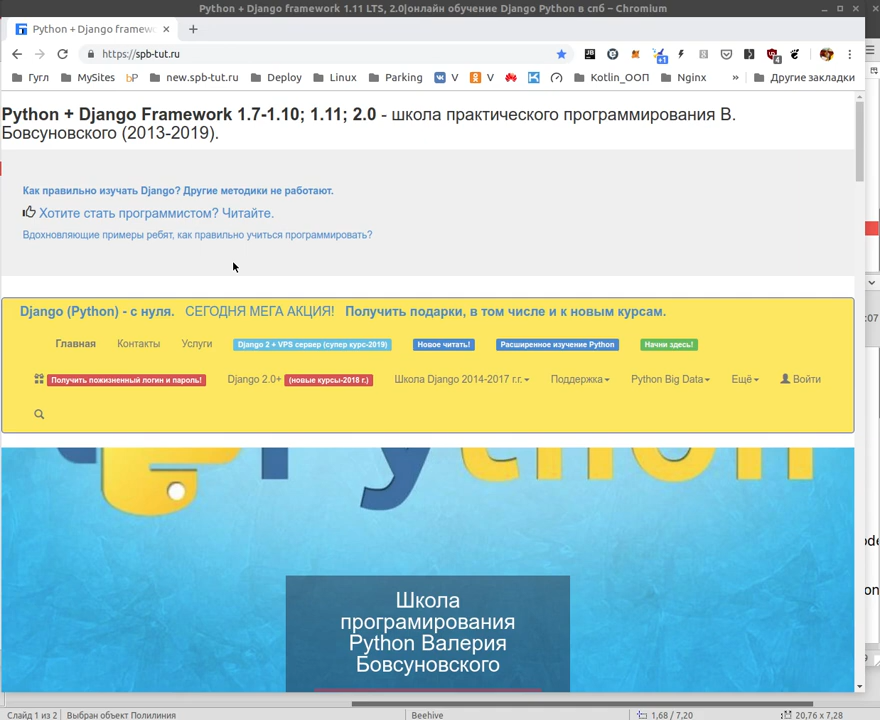 Python + Django framework 1.11 LTS, 2.0|онлайн обучение Django Python в спб – Chromium
Python + Django framew
https://spb-tut.ru
Гугл MySites bP new.spb-tut.ru Deploy Linux Parking V V Kotlin_ООП Nginx » Другие закладки
Python + Django Framework 1.7-1.10; 1.11; 2.0 - школа практического программирования В.
Бовсуновского (2013-2019).
Как правильно изучать Django? Другие методики не работают.
Хотите стать программистом? Читайте.
Вдохновляющие примеры ребят, как правильно учиться программировать?
Django (Python) - с нуля. СЕГОДНЯ МЕГА АКЦИЯ! Получить подарки, в том числе и к новым курсам.
Главная Контакты Услуги Django 2 + VPS сервер (супер курс-2019) Новое читать! Расширенное изучение Python Начни здесь!
Получить пожизненный логин и пароль! Django 2.0+ (новые курсы-2018 г.) Школа Django 2014-2017 г.г. Поддержка Python Big Data Ещё Войти
Python
Школа
програмирования
Python Валерия
Бовсуновского
Слайд 1 из 2 Выбран объект Полилиния Beehive 1,68 / 7,20 20,76 x 7,28